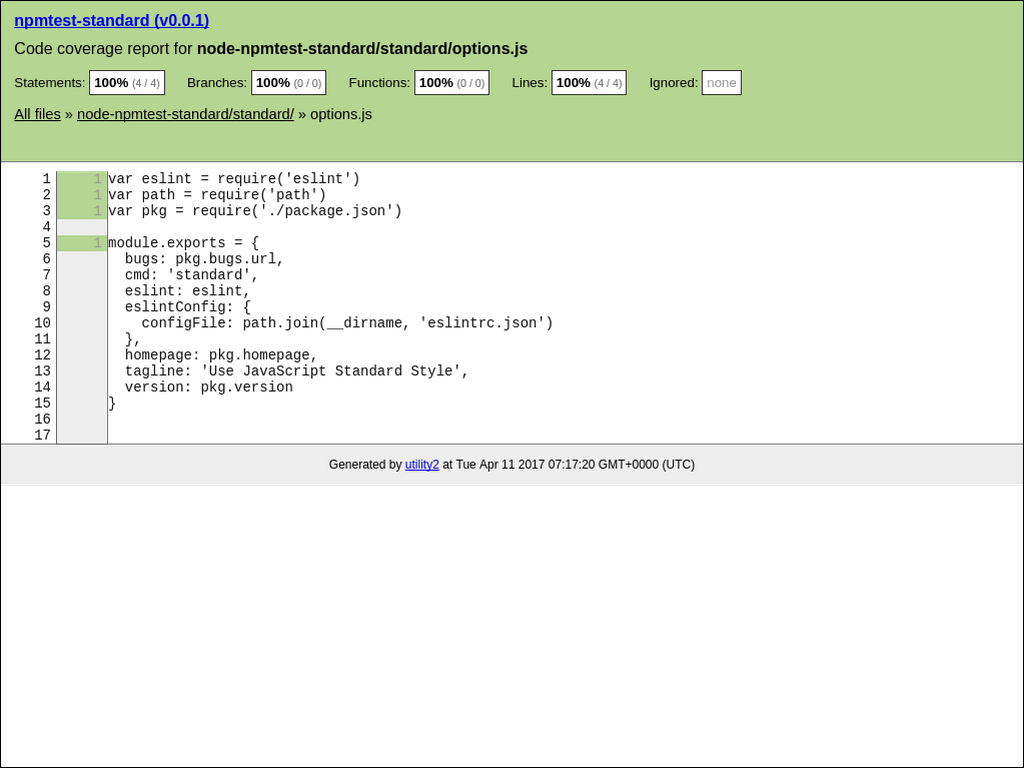 npmtest-standard (v0.0.1)
Code coverage report for node-npmtest-standard/standard/options.js
Statements: 100% (4 / 4) Branches: 100% (0 / 0) Functions: 100% (0 / 0) Lines: 100% (4 / 4) Ignored: none
All files » node-npmtest-standard/standard/ » options.js
1 1 var eslint = require('eslint')
2 1 var path = require('path')
3 1 var pkg = require('./package.json')
4
5 1 module.exports = {
6   bugs: pkg.bugs.url,
7   cmd: 'standard',
8   eslint: eslint,
9   eslintConfig: {
10     configFile: path.join(__dirname, 'eslintrc.json')
11   },
12   homepage: pkg.homepage,
13   tagline: 'Use JavaScript Standard Style',
14   version: pkg.version
15 }
16
17
Generated by utility2 at Tue Apr 11 2017 07:17:20 GMT+0000 (UTC)